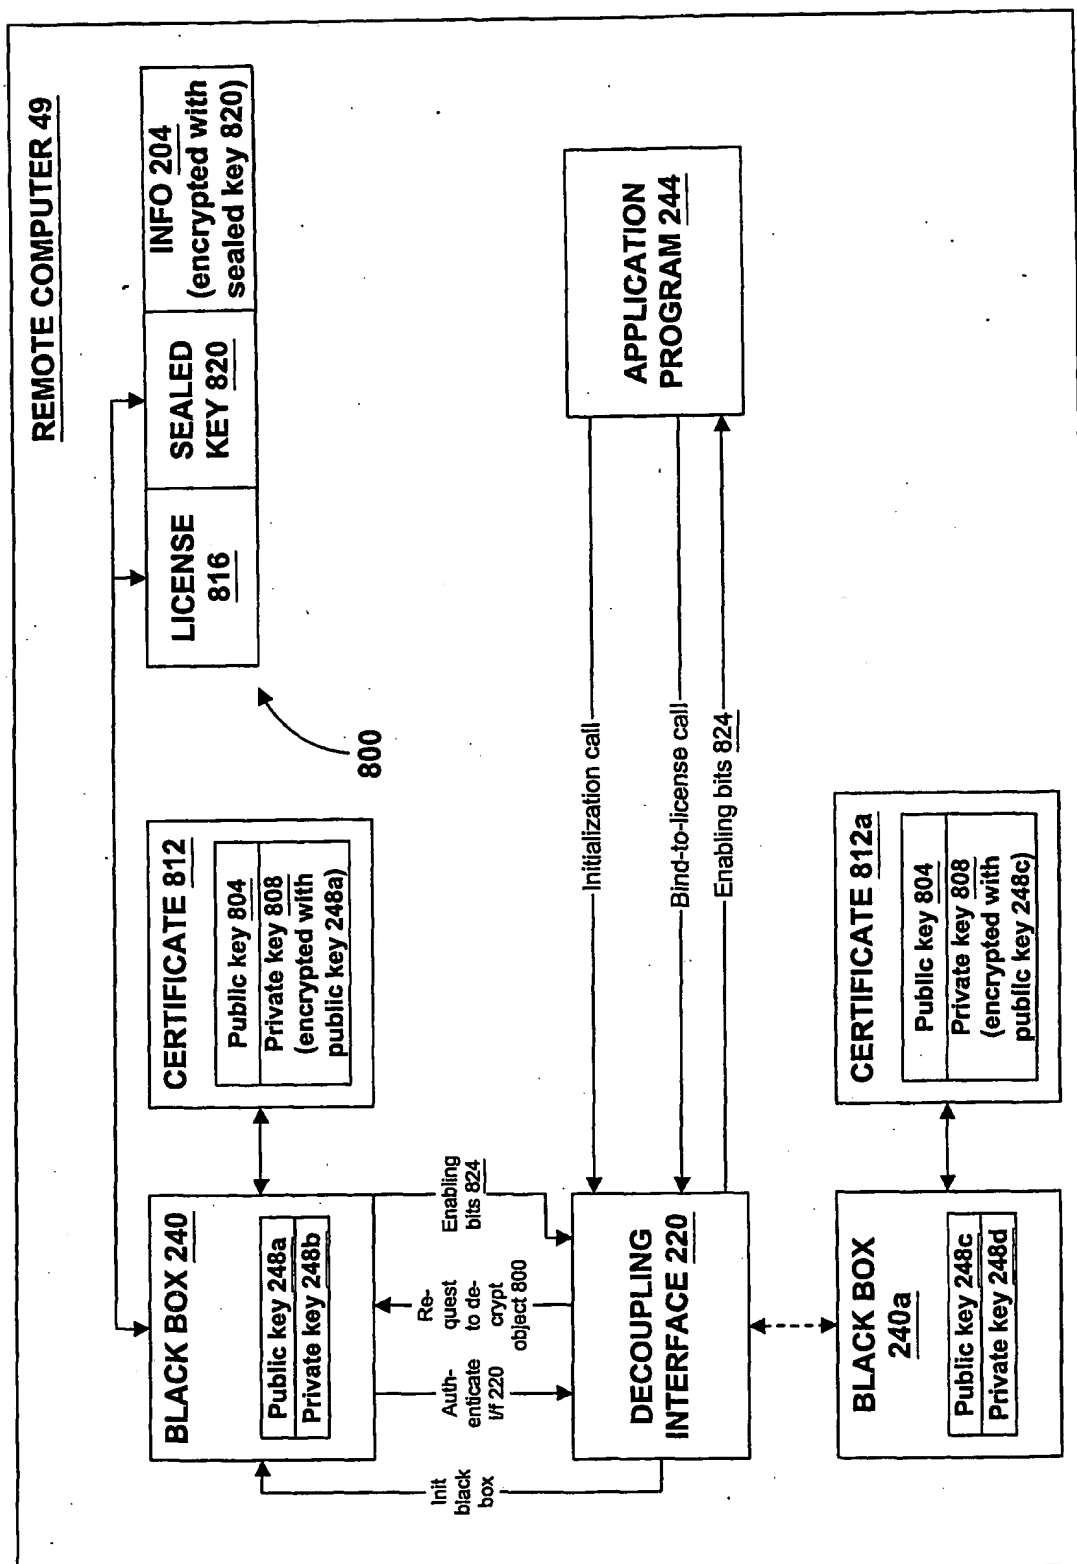 REMOTE COMPUTER 49
BLACK BOX 240
Public key 248a
Private key 248b
CERTIFICATE 812
Public key 804
Private key 808
(encrypted with
public key 248a)
LICENSE
816
SEALED
KEY 820
INFO 204
(encrypted with
sealed key 820)
800
Init
black
box
Auth-
enticate
I/f 220
Re-
quest
to de-
crypt
object 800
Enabling
bits 824
DECOUPLING
INTERFACE 220
Initialization call
Bind-to-license call
Enabling bits 824
APPLICATION
PROGRAM 244
BLACK BOX
240a
Public key 248c
Private key 248d
CERTIFICATE 812a
Public key 804
Private key 808
(encrypted with
public key 248c)